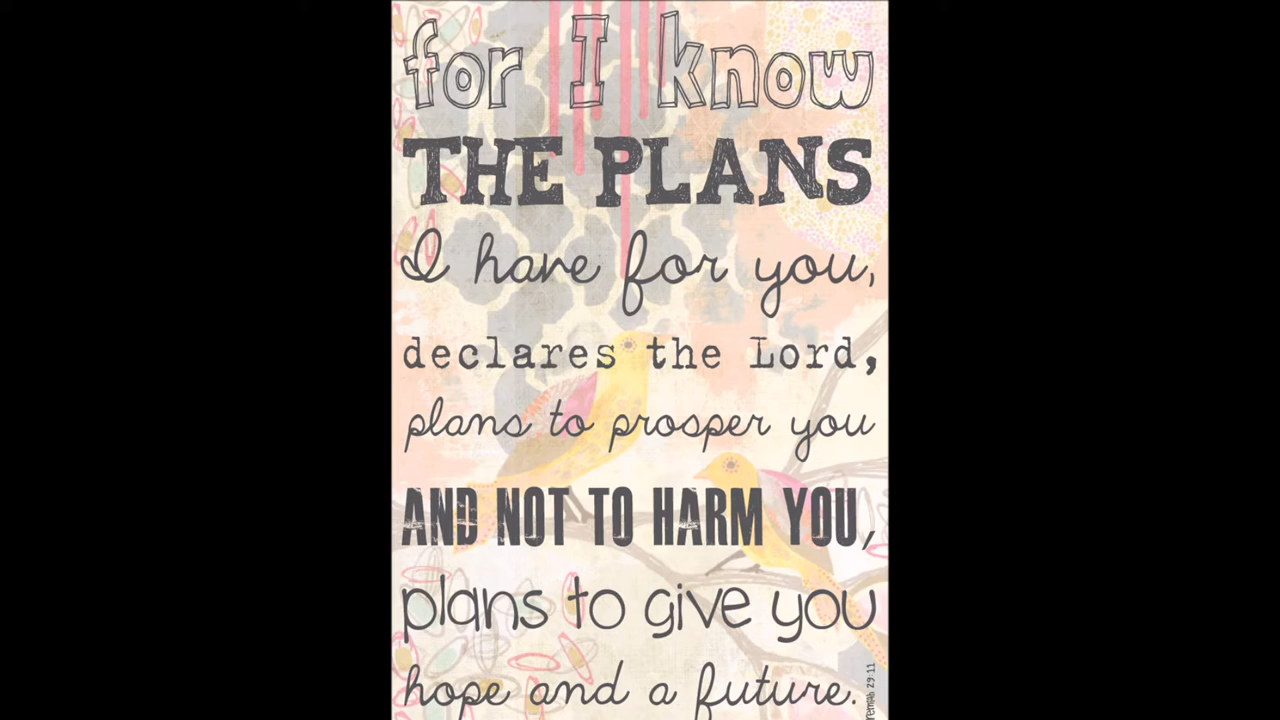 for I know
THE PLANS
I have for you,
declares the Lord,
plans to prosper you
AND NOT TO HARM YOU,
plans to give you
hope and a future.
29:11